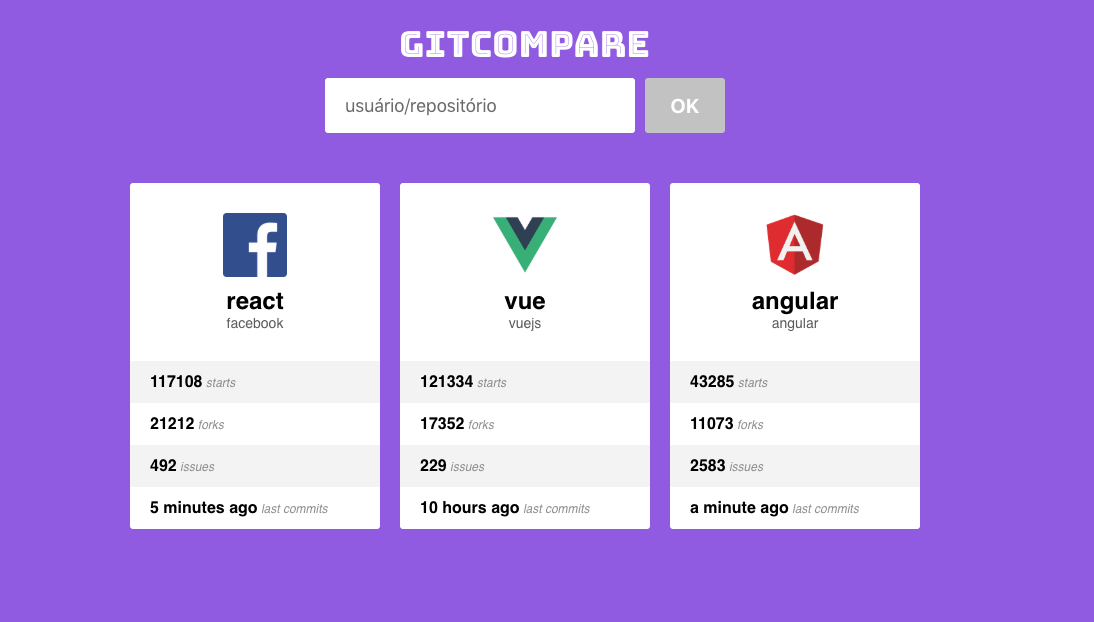 GITCOMPARE
usuário/repositório
OK
react
facebook
117108 starts
21212 forks
492 issues
5 minutes ago last commits
vue
vuejs
121334 starts
17352 forks
229 issues
10 hours ago last commits
angular
angular
43285 starts
11073 forks
2583 issues
a minute ago last commits